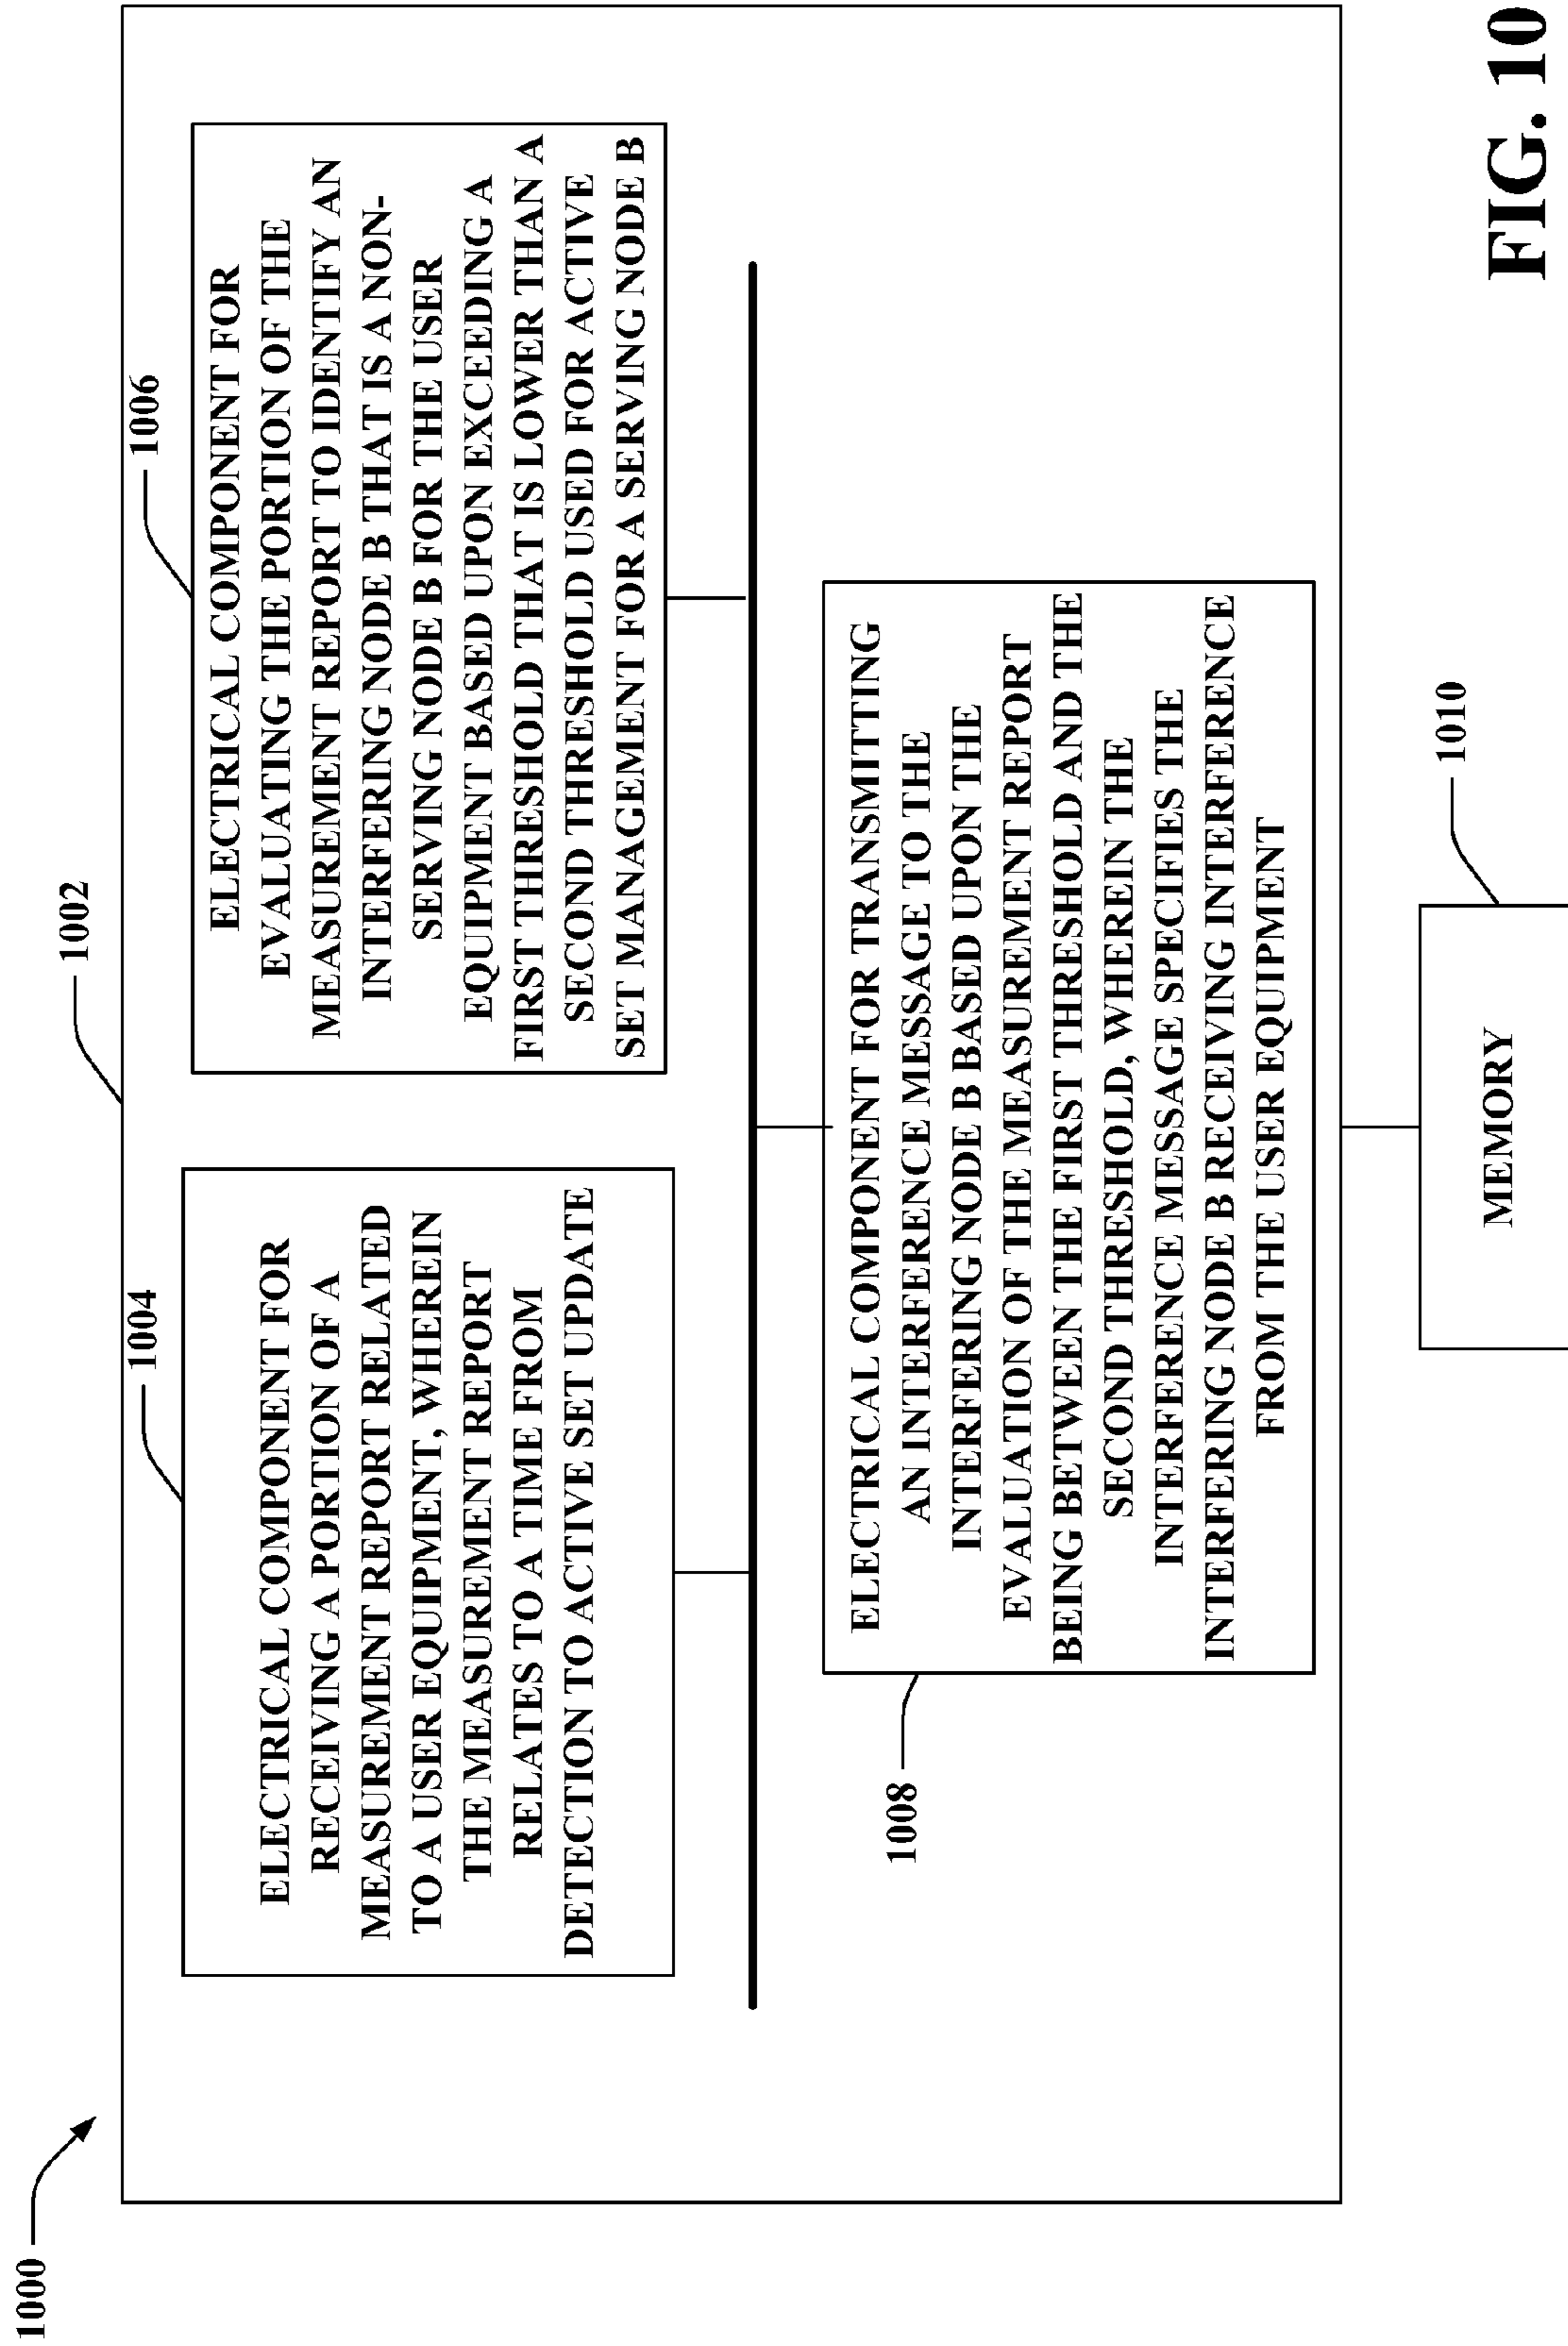 1000
1002
1004
ELECTRICAL COMPONENT FOR
RECEIVING A PORTION OF A
MEASUREMENT REPORT RELATED
TO A USER EQUIPMENT, WHEREIN
THE MEASUREMENT REPORT
RELATES TO A TIME FROM
DETECTION TO ACTIVE SET UPDATE
1006
ELECTRICAL COMPONENT FOR
EVALUATING THE PORTION OF THE
MEASUREMENT REPORT TO IDENTIFY AN
INTERFERING NODE B THAT IS A NON-
SERVING NODE B FOR THE USER
EQUIPMENT BASED UPON EXCEEDING A
FIRST THRESHOLD THAT IS LOWER THAN A
SECOND THRESHOLD USED FOR ACTIVE
SET MANAGEMENT FOR A SERVING NODE B
1008
ELECTRICAL COMPONENT FOR TRANSMITTING
AN INTERFERENCE MESSAGE TO THE
INTERFERING NODE B BASED UPON THE
EVALUATION OF THE MEASUREMENT REPORT
BEING BETWEEN THE FIRST THRESHOLD AND THE
SECOND THRESHOLD, WHEREIN THE
INTERFERENCE MESSAGE SPECIFIES THE
INTERFERING NODE B RECEIVING INTERFERENCE
FROM THE USER EQUIPMENT
1010
MEMORY
FIG. 10